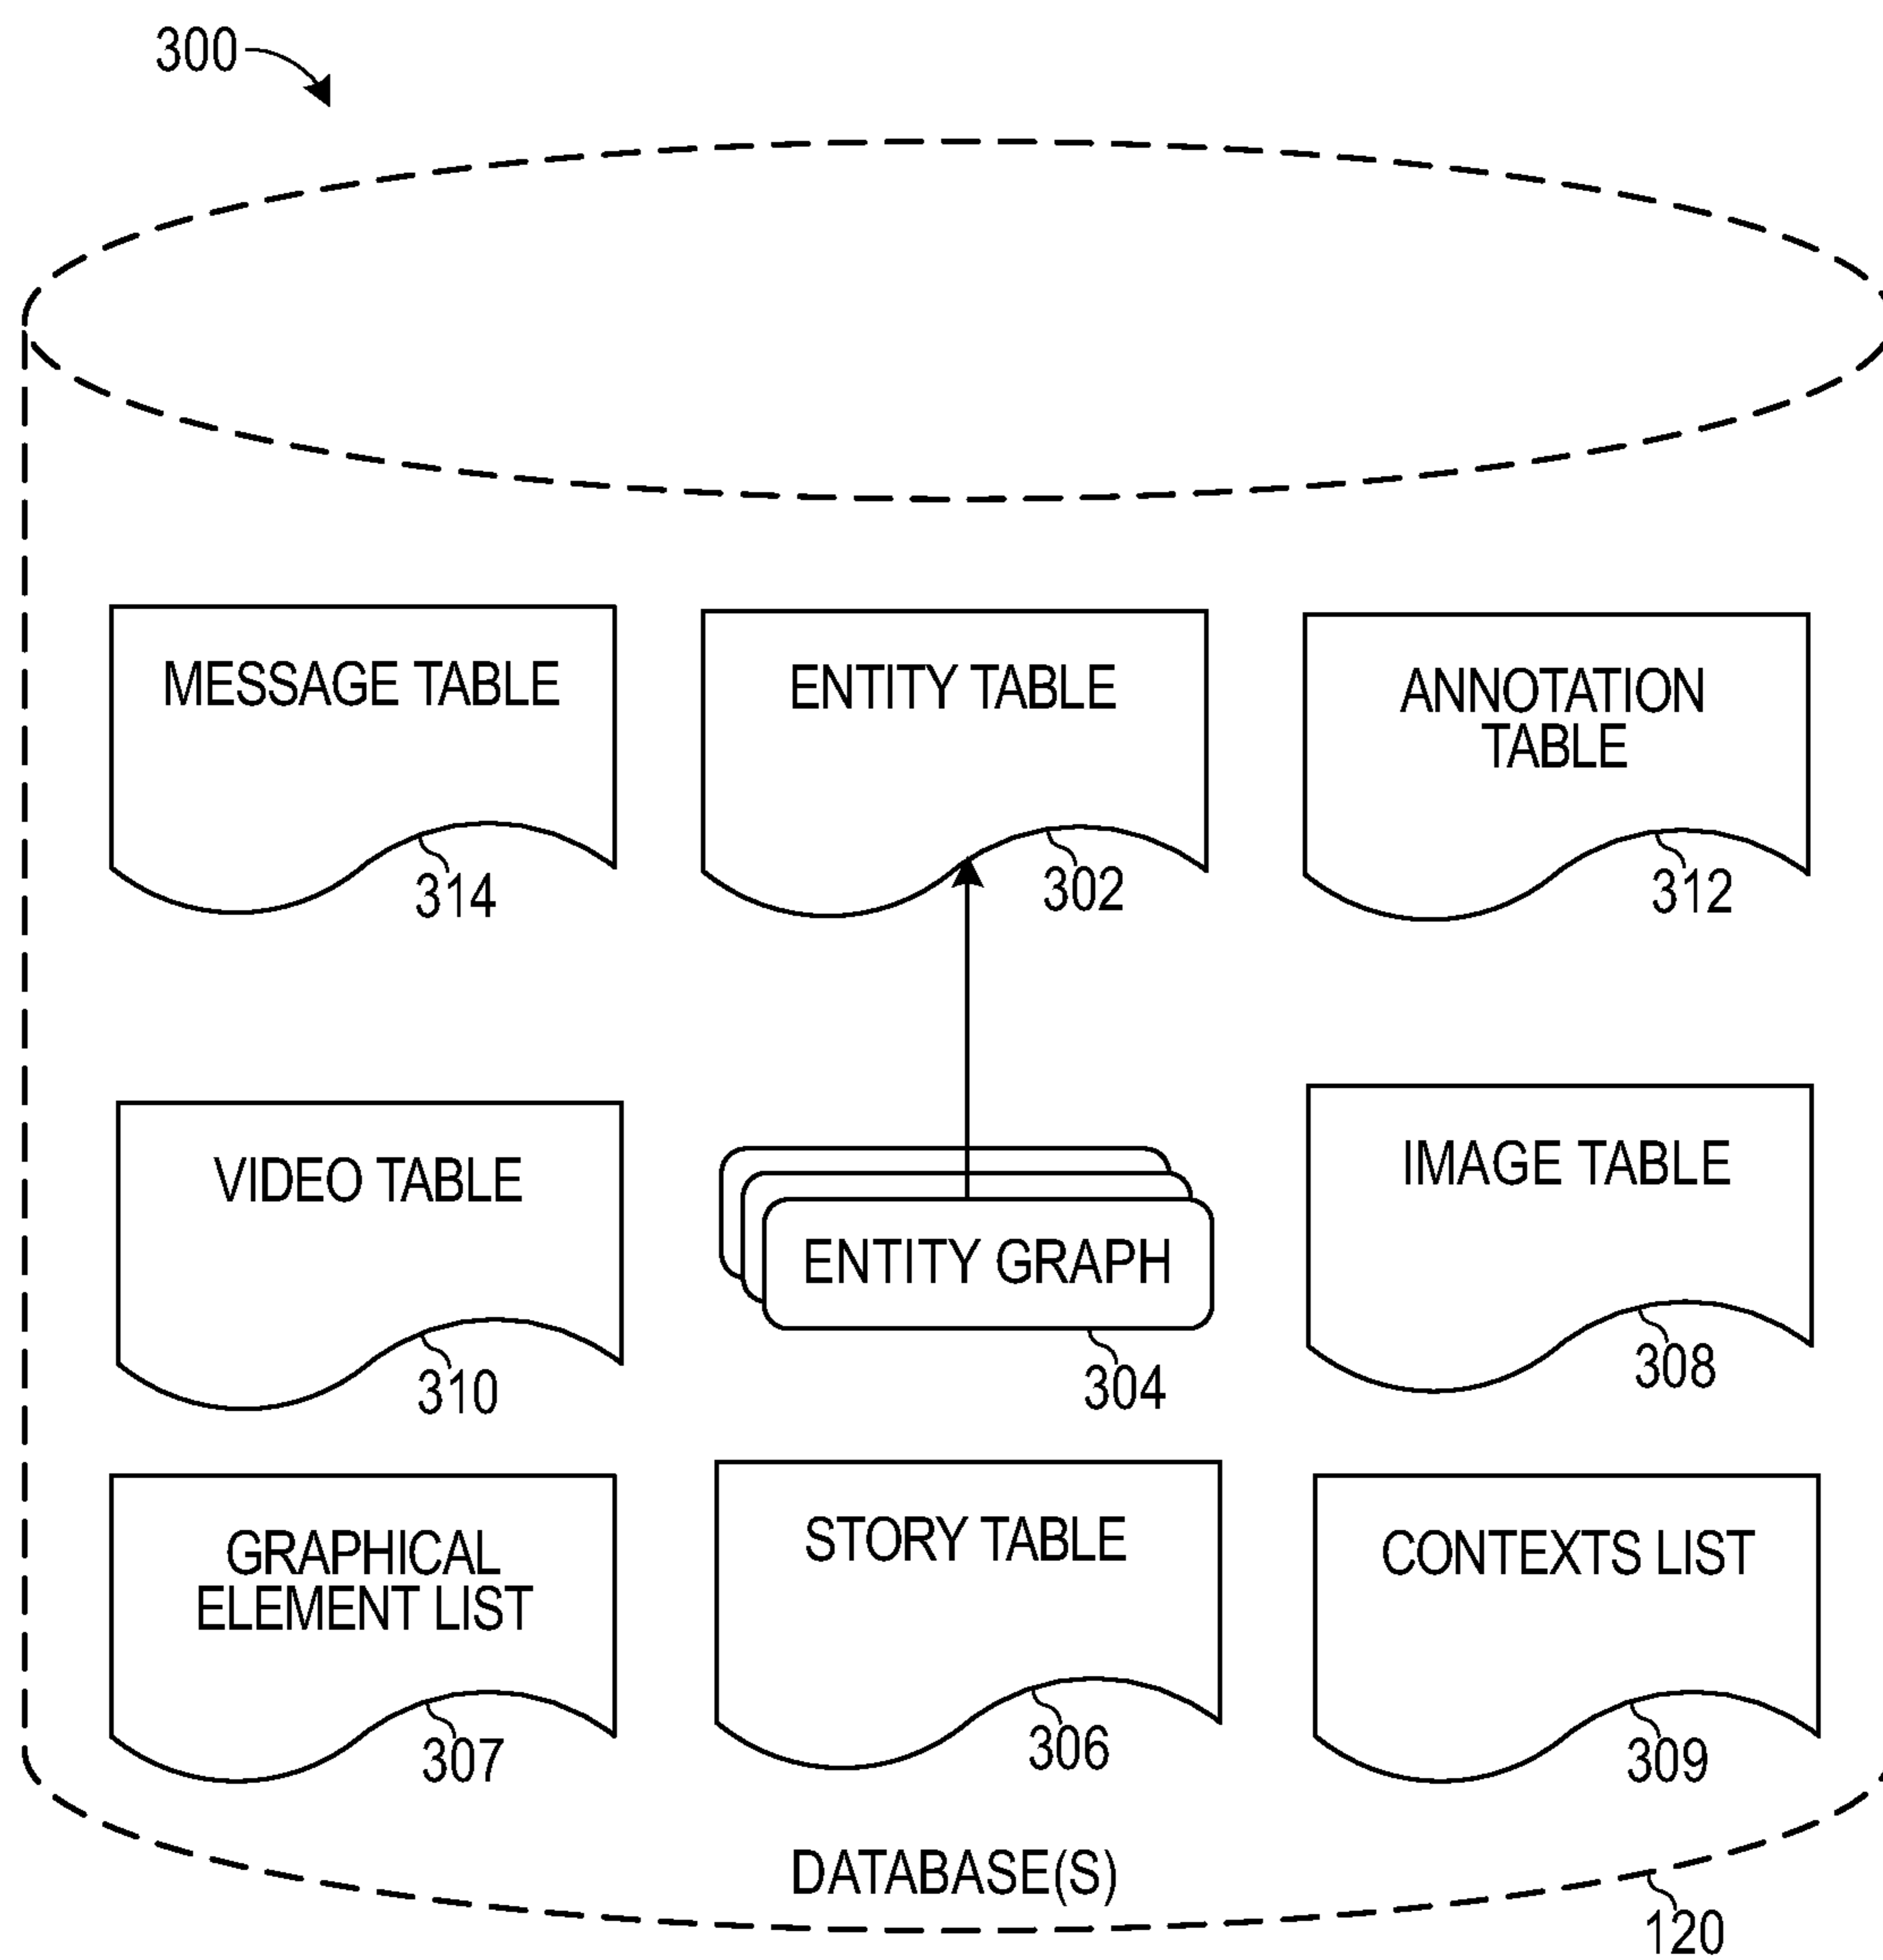 300
MESSAGE TABLE
314
ENTITY TABLE
302
ANNOTATION
TABLE
312
VIDEO TABLE
310
ENTITY GRAPH
304
IMAGE TABLE
308
GRAPHICAL
ELEMENT LIST
307
STORY TABLE
306
CONTEXTS LIST
309
DATABASE(S)
120